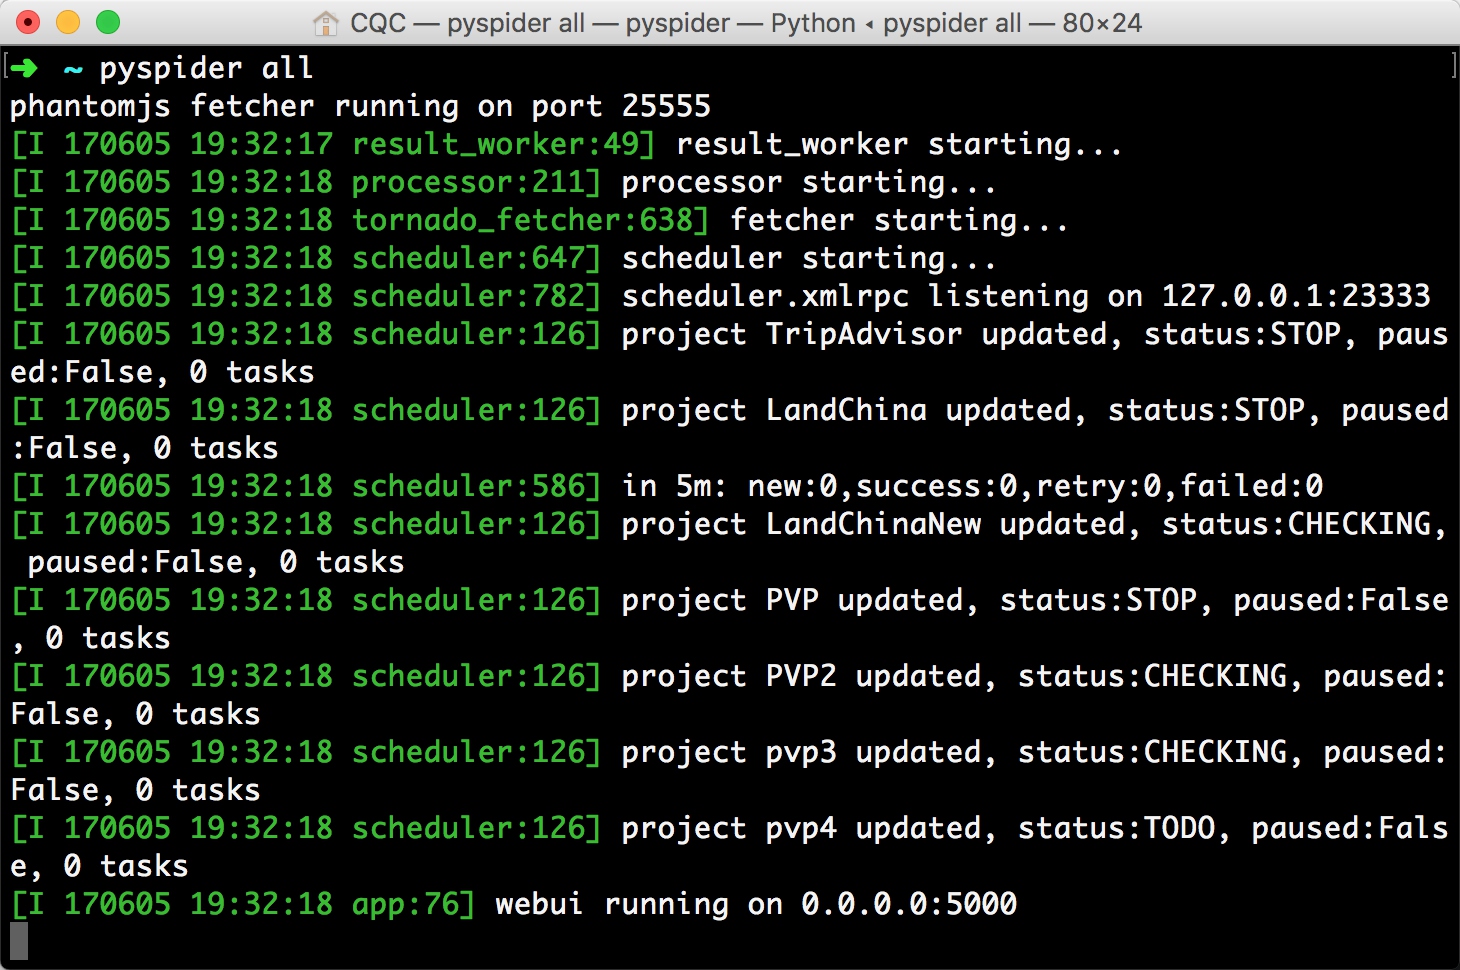 CQC — pyspider all — pyspider — Python ◂ pyspider all — 80×24
[➜  ~ pyspider all ]
phantomjs fetcher running on port 25555
[I 170605 19:32:17 result_worker:49] result_worker starting...
[I 170605 19:32:18 processor:211] processor starting...
[I 170605 19:32:18 tornado_fetcher:638] fetcher starting...
[I 170605 19:32:18 scheduler:647] scheduler starting...
[I 170605 19:32:18 scheduler:782] scheduler.xmlrpc listening on 127.0.0.1:23333
[I 170605 19:32:18 scheduler:126] project TripAdvisor updated, status:STOP, paus
ed:False, 0 tasks
[I 170605 19:32:18 scheduler:126] project LandChina updated, status:STOP, paused
:False, 0 tasks
[I 170605 19:32:18 scheduler:586] in 5m: new:0,success:0,retry:0,failed:0
[I 170605 19:32:18 scheduler:126] project LandChinaNew updated, status:CHECKING,
 paused:False, 0 tasks
[I 170605 19:32:18 scheduler:126] project PVP updated, status:STOP, paused:False
, 0 tasks
[I 170605 19:32:18 scheduler:126] project PVP2 updated, status:CHECKING, paused:
False, 0 tasks
[I 170605 19:32:18 scheduler:126] project pvp3 updated, status:CHECKING, paused:
False, 0 tasks
[I 170605 19:32:18 scheduler:126] project pvp4 updated, status:TODO, paused:Fals
e, 0 tasks
[I 170605 19:32:18 app:76] webui running on 0.0.0.0:5000